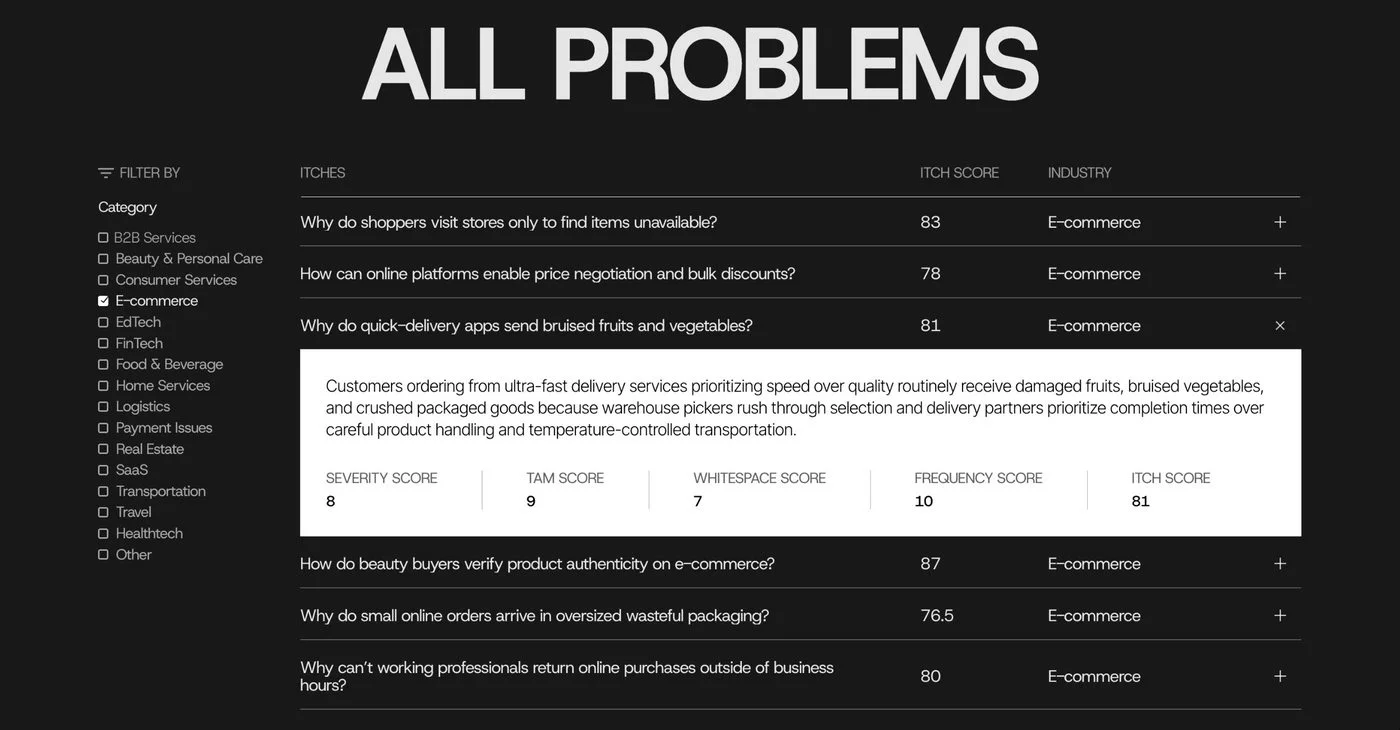 ALL PROBLEMS
FILTER BY
Category
B2B Services
Beauty & Personal Care
Consumer Services
E-commerce
EdTech
FinTech
Food & Beverage
Home Services
Logistics
Payment Issues
Real Estate
SaaS
Transportation
Travel
Healthtech
Other
ITCHES ITCH SCORE INDUSTRY
Why do shoppers visit stores only to find items unavailable? 83 E-commerce +
How can online platforms enable price negotiation and bulk discounts? 78 E-commerce +
Why do quick-delivery apps send bruised fruits and vegetables? 81 E-commerce ×
Customers ordering from ultra-fast delivery services prioritizing speed over quality routinely receive damaged fruits, bruised vegetables,
and crushed packaged goods because warehouse pickers rush through selection and delivery partners prioritize completion times over
careful product handling and temperature-controlled transportation.
SEVERITY SCORE TAM SCORE WHITESPACE SCORE FREQUENCY SCORE ITCH SCORE
8 9 7 10 81
How do beauty buyers verify product authenticity on e-commerce? 87 E-commerce +
Why do small online orders arrive in oversized wasteful packaging? 76.5 E-commerce +
Why can't working professionals return online purchases outside of business
hours? 80 E-commerce +